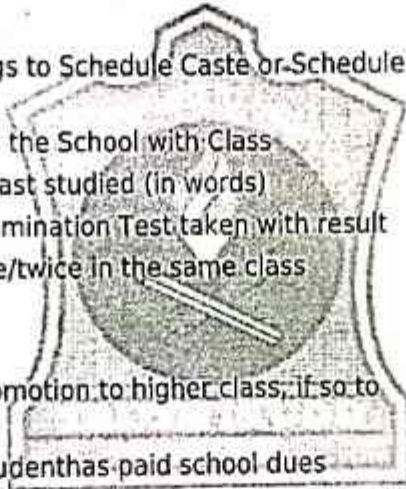 gs to Schedule Caste or Schedule
the School with Class
ast studied (in words)
mination Test taken with result
e/twice in the same class
omotion to higher class, if so to
udenthas paid school dues